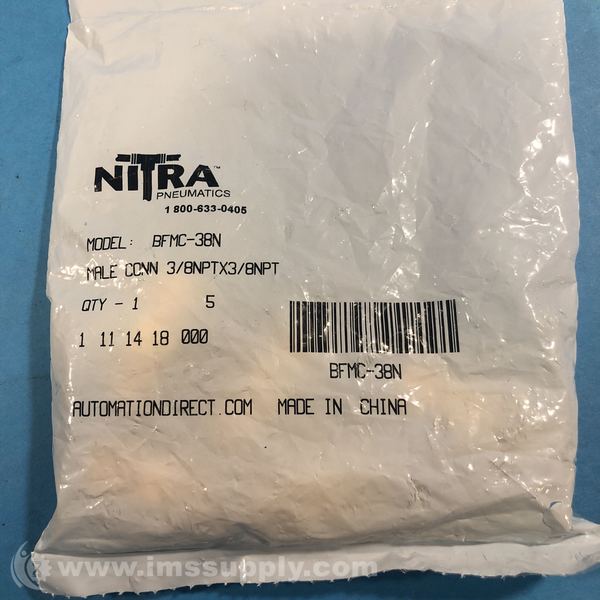 NITRA™
PNEUMATICS
1 800-633-0405
MODEL: BFMC-38N
MALE CONN 3/8NPTX3/8NPT
QTY - 1 5
1 11 14 18 000
BFMC-38N
AUTOMATIONDIRECT.COM MADE IN CHINA
www.imssupply.com